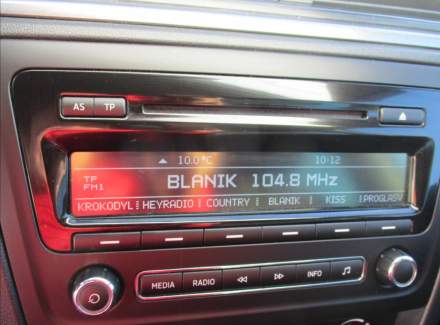 AS TP
10.0°C 10:12
TP
BLANIK 104.8 MHz
FM1
KROKODYL HEYRADIO COUNTRY BLANIK KISS PROGLAS
MEDIA RADIO INFO